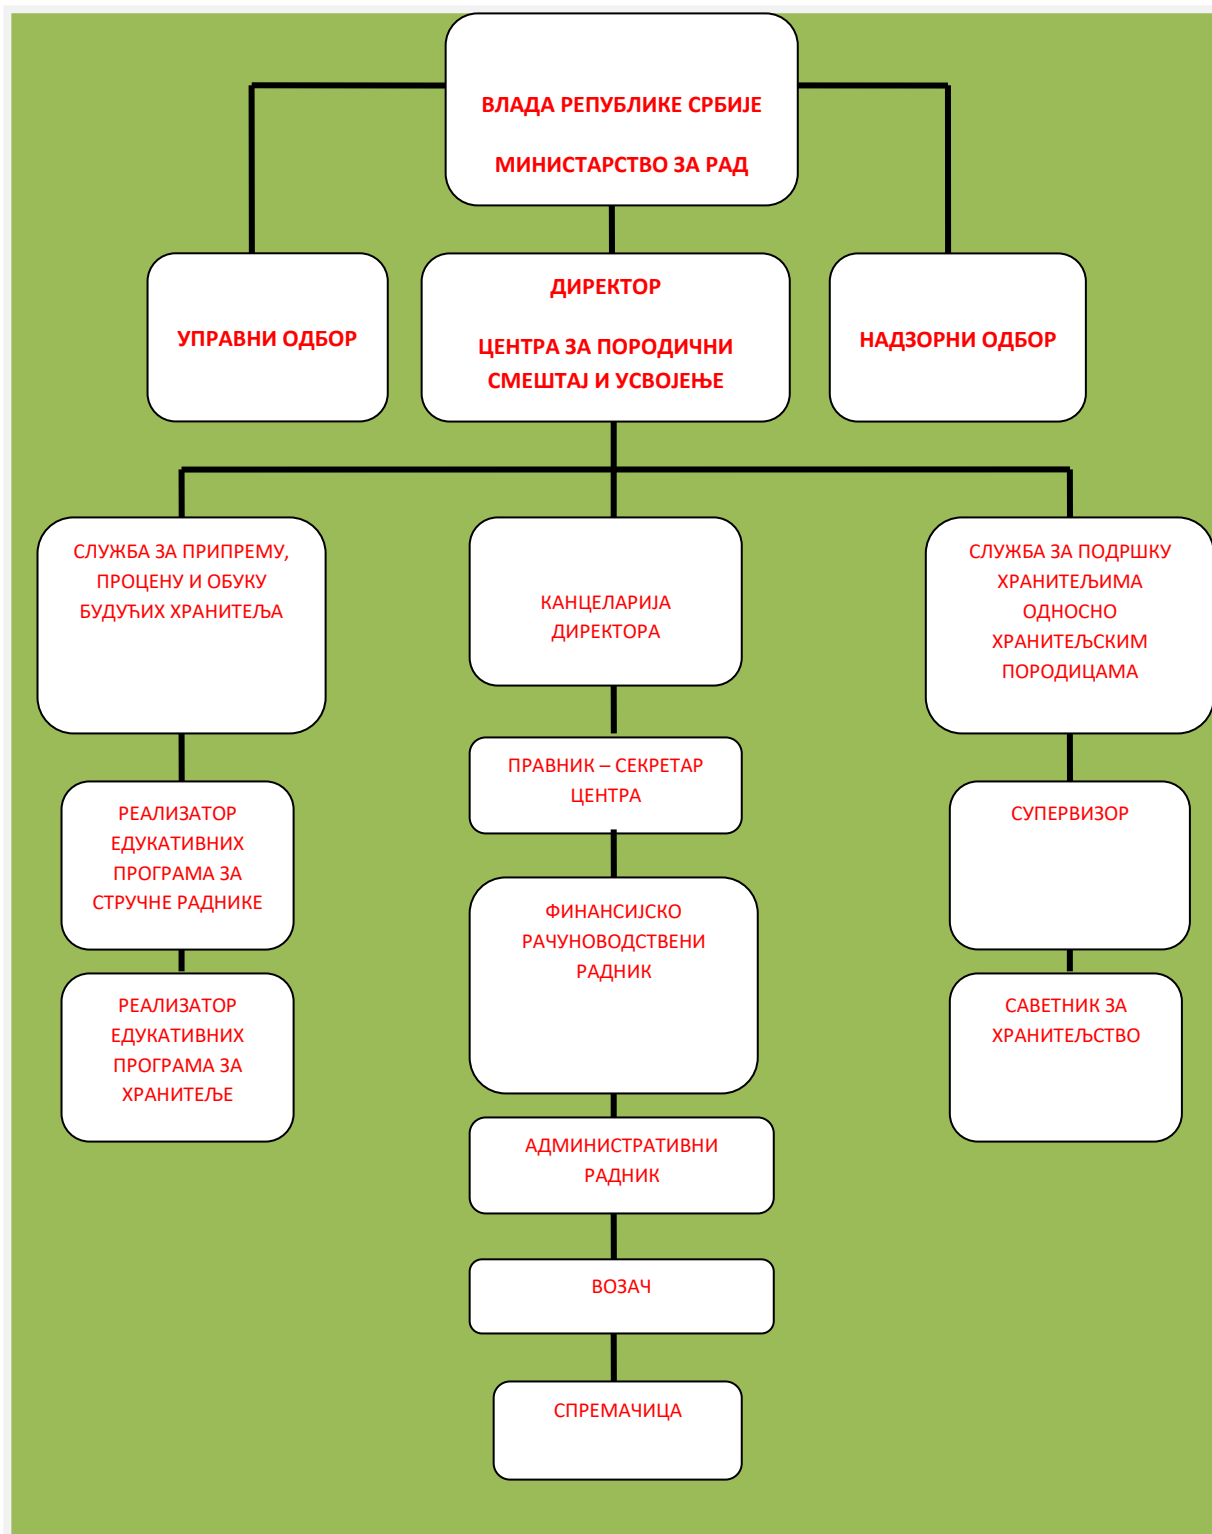 ВЛАДА РЕПУБЛИКЕ СРБИЈЕ
МИНИСТАРСТВО ЗА РАД
УПРАВНИ ОДБОР
ДИРЕКТОР
ЦЕНТРА ЗА ПОРОДИЧНИ
СМЕШТАЈ И УСВОЈЕЊЕ
НАДЗОРНИ ОДБОР
СЛУЖБА ЗА ПРИПРЕМУ,
ПРОЦЕНУ И ОБУКУ
БУДУЋИХ ХРАНИТЕЉА
КАНЦЕЛАРИЈА
ДИРЕКТОРА
СЛУЖБА ЗА ПОДРШКУ
ХРАНИТЕЉИМА
ОДНОСНО
ХРАНИТЕЉСКИМ
ПОРОДИЦАМА
РЕАЛИЗАТОР
ЕДУКАТИВНИХ
ПРОГРАМА ЗА
СТРУЧНЕ РАДНИКЕ
РЕАЛИЗАТОР
ЕДУКАТИВНИХ
ПРОГРАМА ЗА
ХРАНИТЕЉЕ
ПРАВНИК – СЕКРЕТАР
ЦЕНТРА
ФИНАНСИЈСКО
РАЧУНОВОДСТВЕНИ
РАДНИК
АДМИНИСТРАТИВНИ
РАДНИК
ВОЗАЧ
СПРЕМАЧИЦА
СУПЕРВИЗОР
САВЕТНИК ЗА
ХРАНИТЕЉСТВО